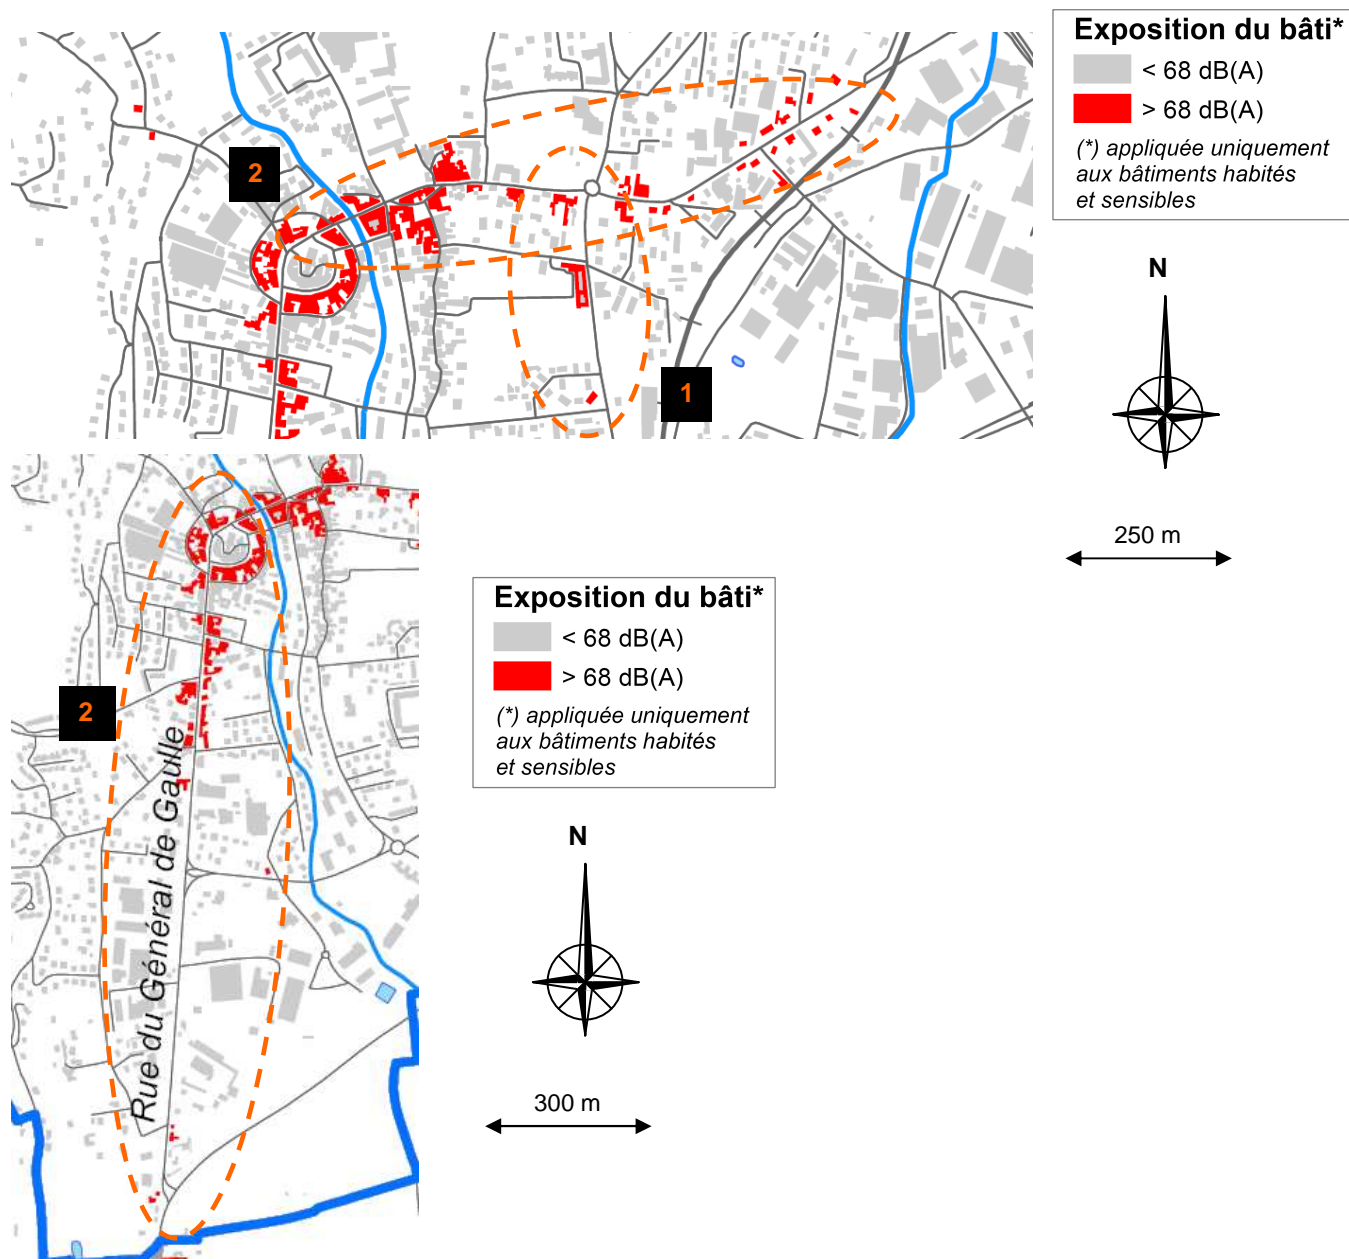 Exposition du bâti*
< 68 dB(A)
> 68 dB(A)
(*) appliquée uniquement
aux bâtiments habités
et sensibles
2
1
N
250 m
Exposition du bâti*
< 68 dB(A)
> 68 dB(A)
(*) appliquée uniquement
aux bâtiments habités
et sensibles
2
Rue du Général de Gaulle
N
300 m